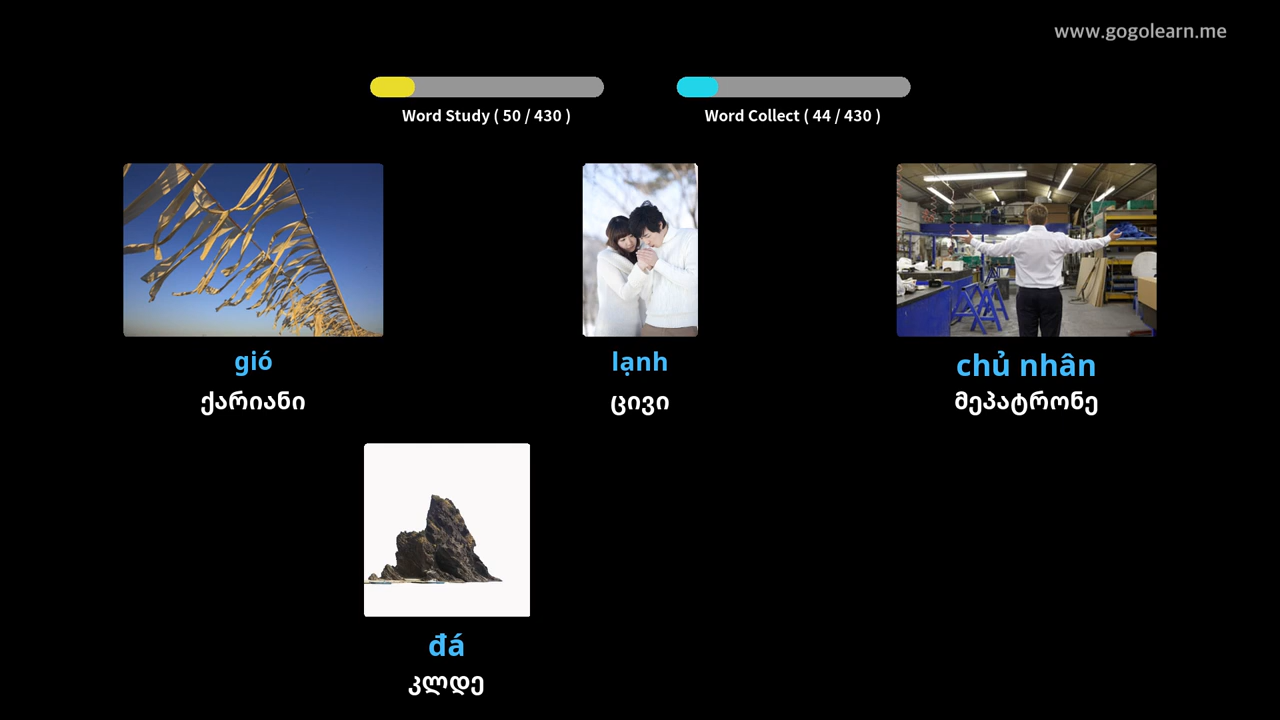 www.gogolearn.me
Word Study ( 50 / 430 )
Word Collect ( 44 / 430 )
gió
ქარიანი
lạnh
ცივი
chủ nhân
მეპატრონე
đá
კლდე